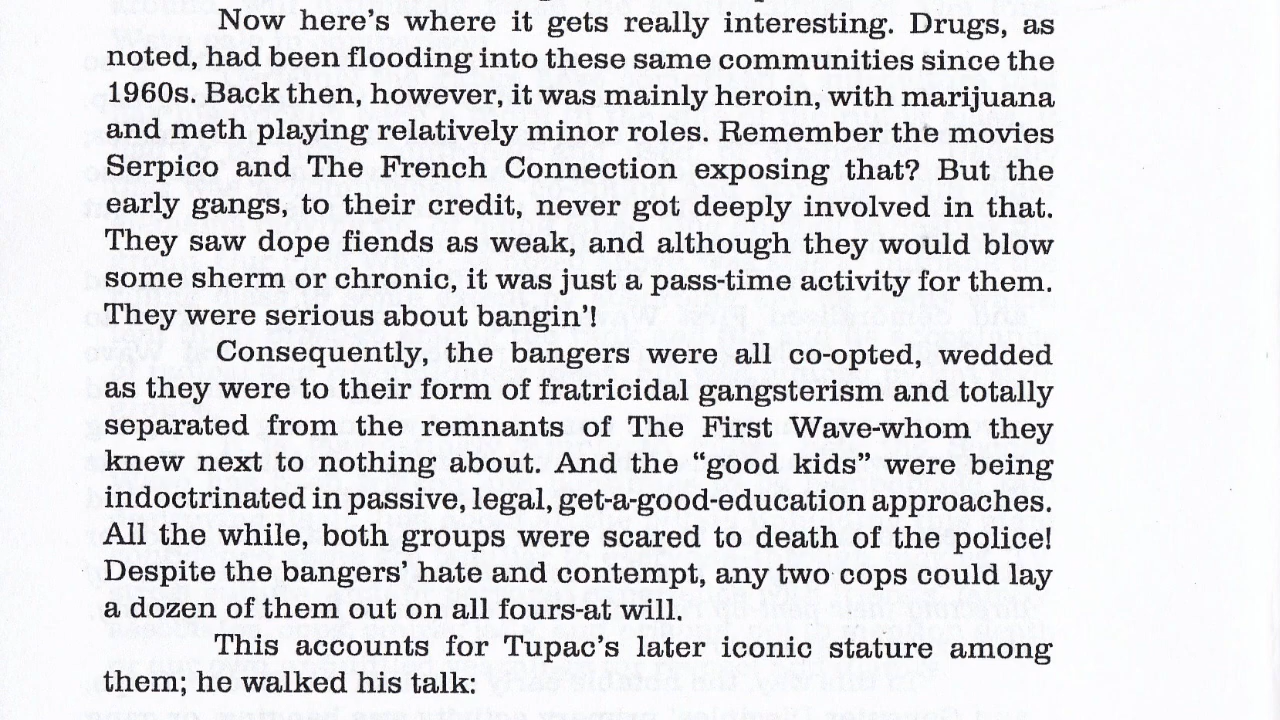 Now here's where it gets really interesting. Drugs, as
noted, had been flooding into these same communities since the
1960s. Back then, however, it was mainly heroin, with marijuana
and meth playing relatively minor roles. Remember the movies
Serpico and The French Connection exposing that? But the
early gangs, to their credit, never got deeply involved in that.
They saw dope fiends as weak, and although they would blow
some sherm or chronic, it was just a pass-time activity for them.
They were serious about bangin'!
Consequently, the bangers were all co-opted, wedded
as they were to their form of fratricidal gangsterism and totally
separated from the remnants of The First Wave-whom they
knew next to nothing about. And the “good kids” were being
indoctrinated in passive, legal, get-a-good-education approaches.
All the while, both groups were scared to death of the police!
Despite the bangers' hate and contempt, any two cops could lay
a dozen of them out on all fours-at will.
This accounts for Tupac's later iconic stature among
them; he walked his talk: